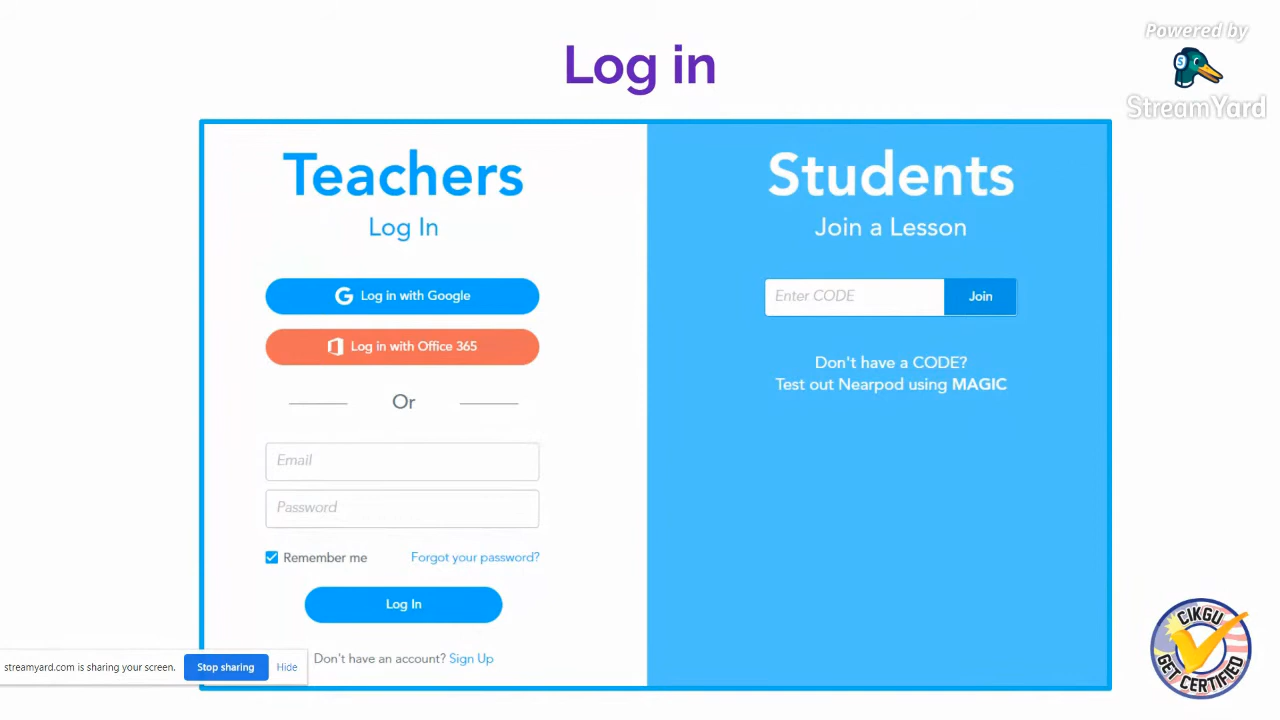 Log in
Powered by
StreamYard
Teachers
Log In
Log in with Google
Log in with Office 365
Or
Email
Password
Remember me
Forgot your password?
Log In
Don't have an account? Sign Up
Students
Join a Lesson
Enter CODE
Join
Don't have a CODE?
Test out Nearpod using MAGIC
streamyard.com is sharing your screen.
Stop sharing
Hide
CIKGU
GET CERTIFIED